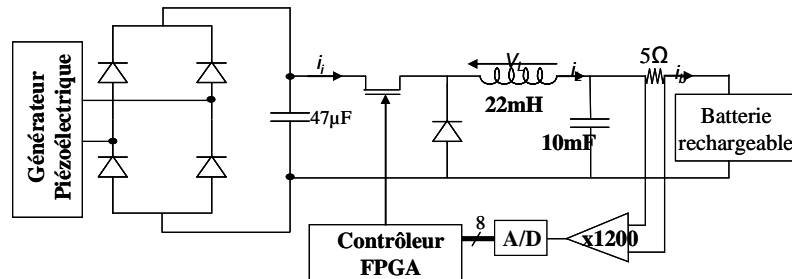 Générateur
Piézoélectrique
i_i
47µF
V_L
22mH
i_L
10mF
5Ω
i_b
Batterie
rechargeable
Contrôleur
FPGA
8
A/D
x1200